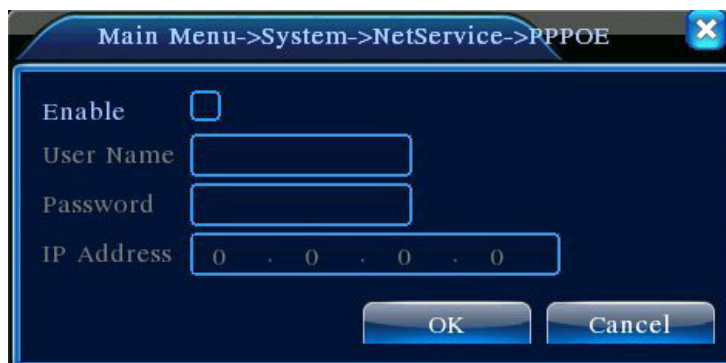 Main Menu->System->NetService->PPPOE
Enable
User Name
Password
IP Address 0 . 0 . 0 . 0
OK Cancel